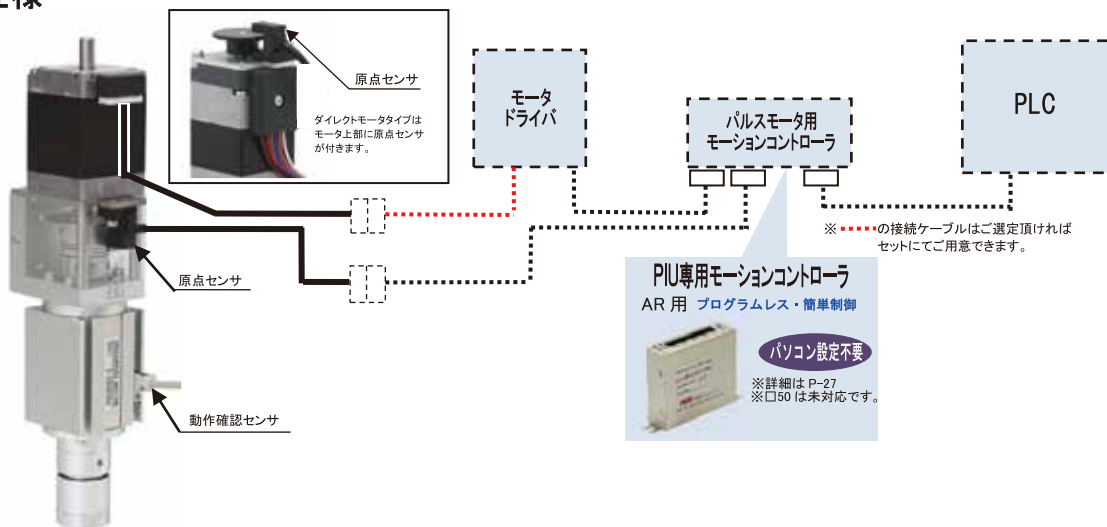 原点センサ
ダイレクトモータタイプは
モータ上部に原点センサ
が付きます。
モータ
ドライバ
パルスモータ用
モーションコントローラ
PLC
※ の接続ケーブルはご選定頂ければ
セットにてご用意できます。
原点センサ
PIU専用モーションコントローラ
AR 用 プログラムレス・簡単制御
パソコン設定不要
※詳細は P-27
※□50 は未対応です。
動作確認センサ